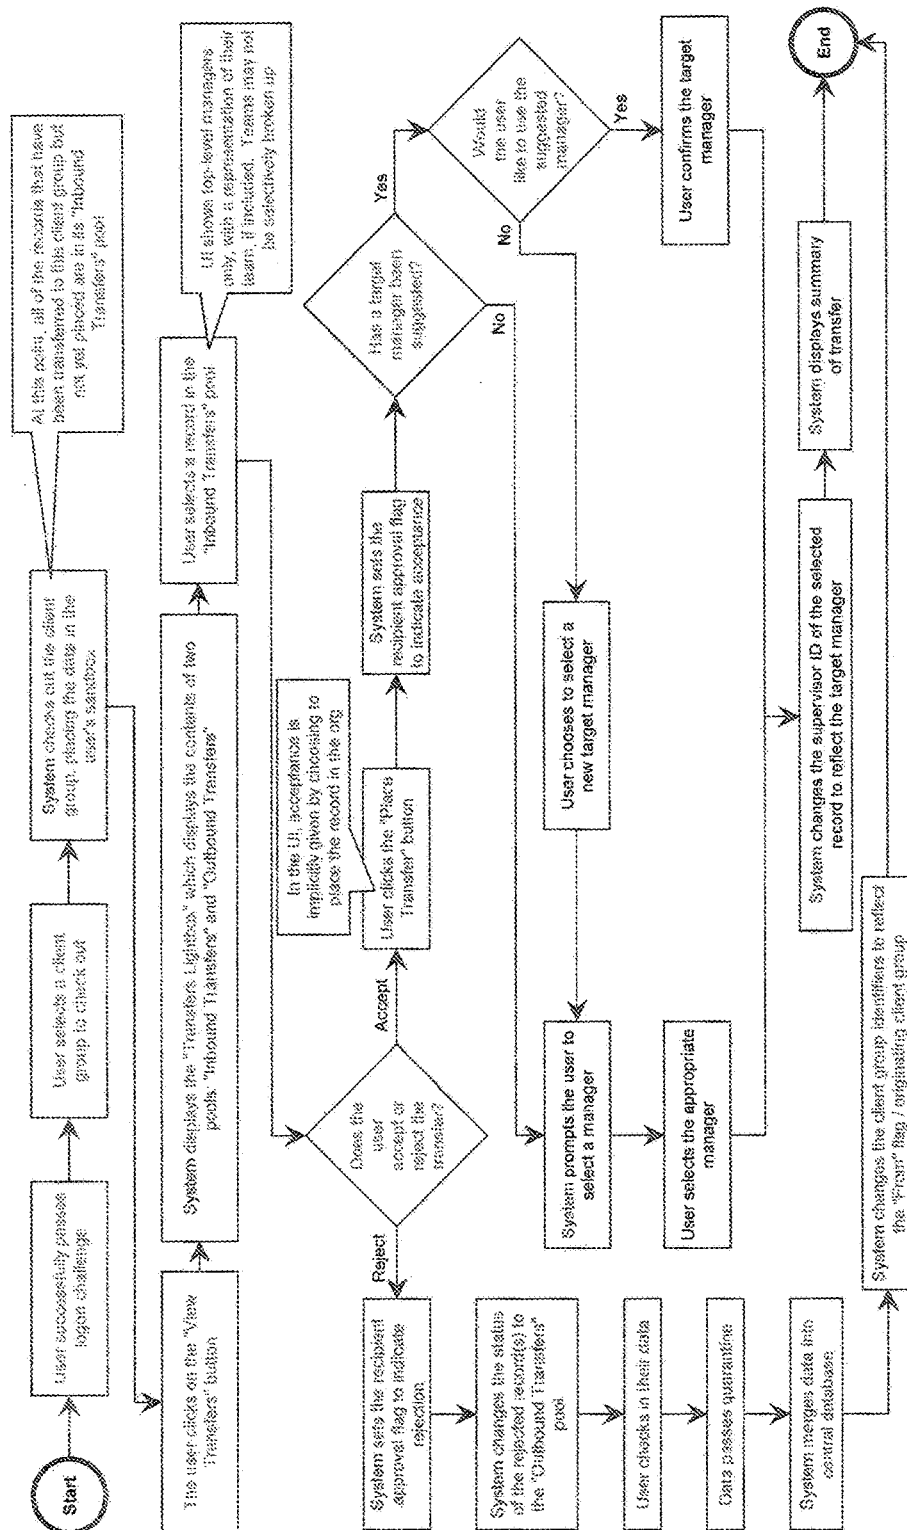 Start
User successfully passes
logon challenge
User selects a client
group to check out
System checks out the client
group, placing the data in the
user's sandbox
At this point, all of the records that have
been transferred to this client group but
not yet placed are in its "Inbound
Transfers" pool
The user clicks on the "View
Transfers" button
System displays the "Transfers Lightbox" which displays the contents of two
pools: "Inbound Transfers" and "Outbound Transfers"
User selects a record in the
"Inbound Transfers" pool
UI shows top-level managers
only, with a representation of their
team, if included. Teams may not
be selectively broken up
Does the
user
accept or
reject the
transfer?
Accept
Reject
In the UI, acceptance is
implicitly given by choosing to
place the record in the org
User clicks the "Place
Transfer" button
System sets the
recipient approval flag
to indicate acceptance
Has a target
manager been
suggested?
Yes
No
Would
the user
like to use the
suggested
manager?
No
Yes
User chooses to select a
new target manager
System prompts the user to
select a manager
User selects the appropriate
manager
User confirms the target
manager
System changes the supervisor ID of the selected
record to reflect the target manager
System displays summary
of transfer
End
System sets the recipient
approval flag to indicate
rejection
System changes the status
of the rejected record(s) to
the "Outbound Transfers"
pool
User checks in their data
Data passes quarantine
System merges data into
central database
System changes the client group identifiers to reflect
the "From" flag / originating client group